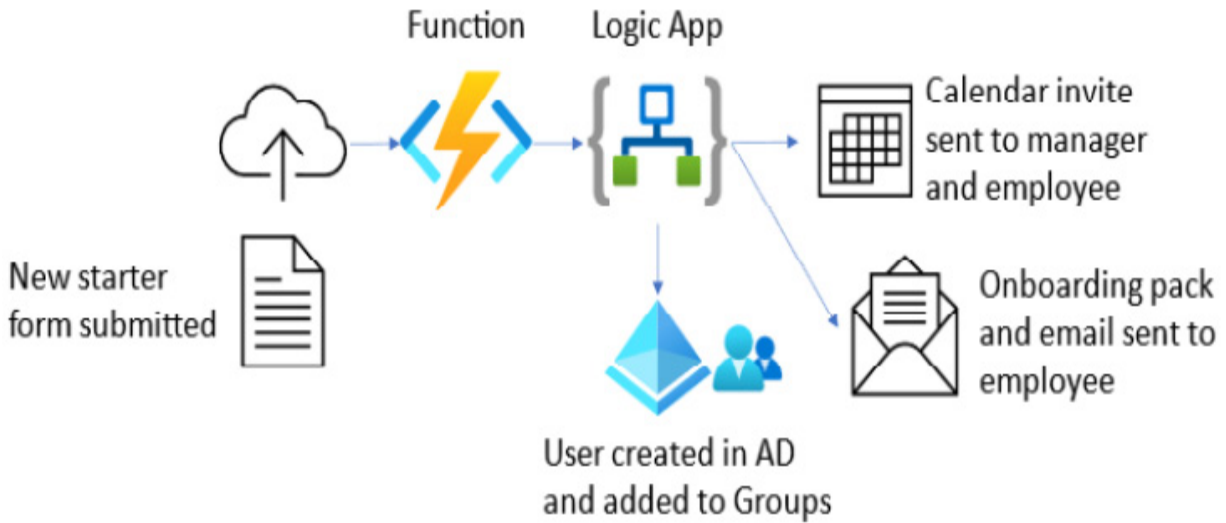 Function
Logic App
Calendar invite
sent to manager
and employee
New starter
form submitted
Onboarding pack
and email sent to
employee
User created in AD
and added to Groups